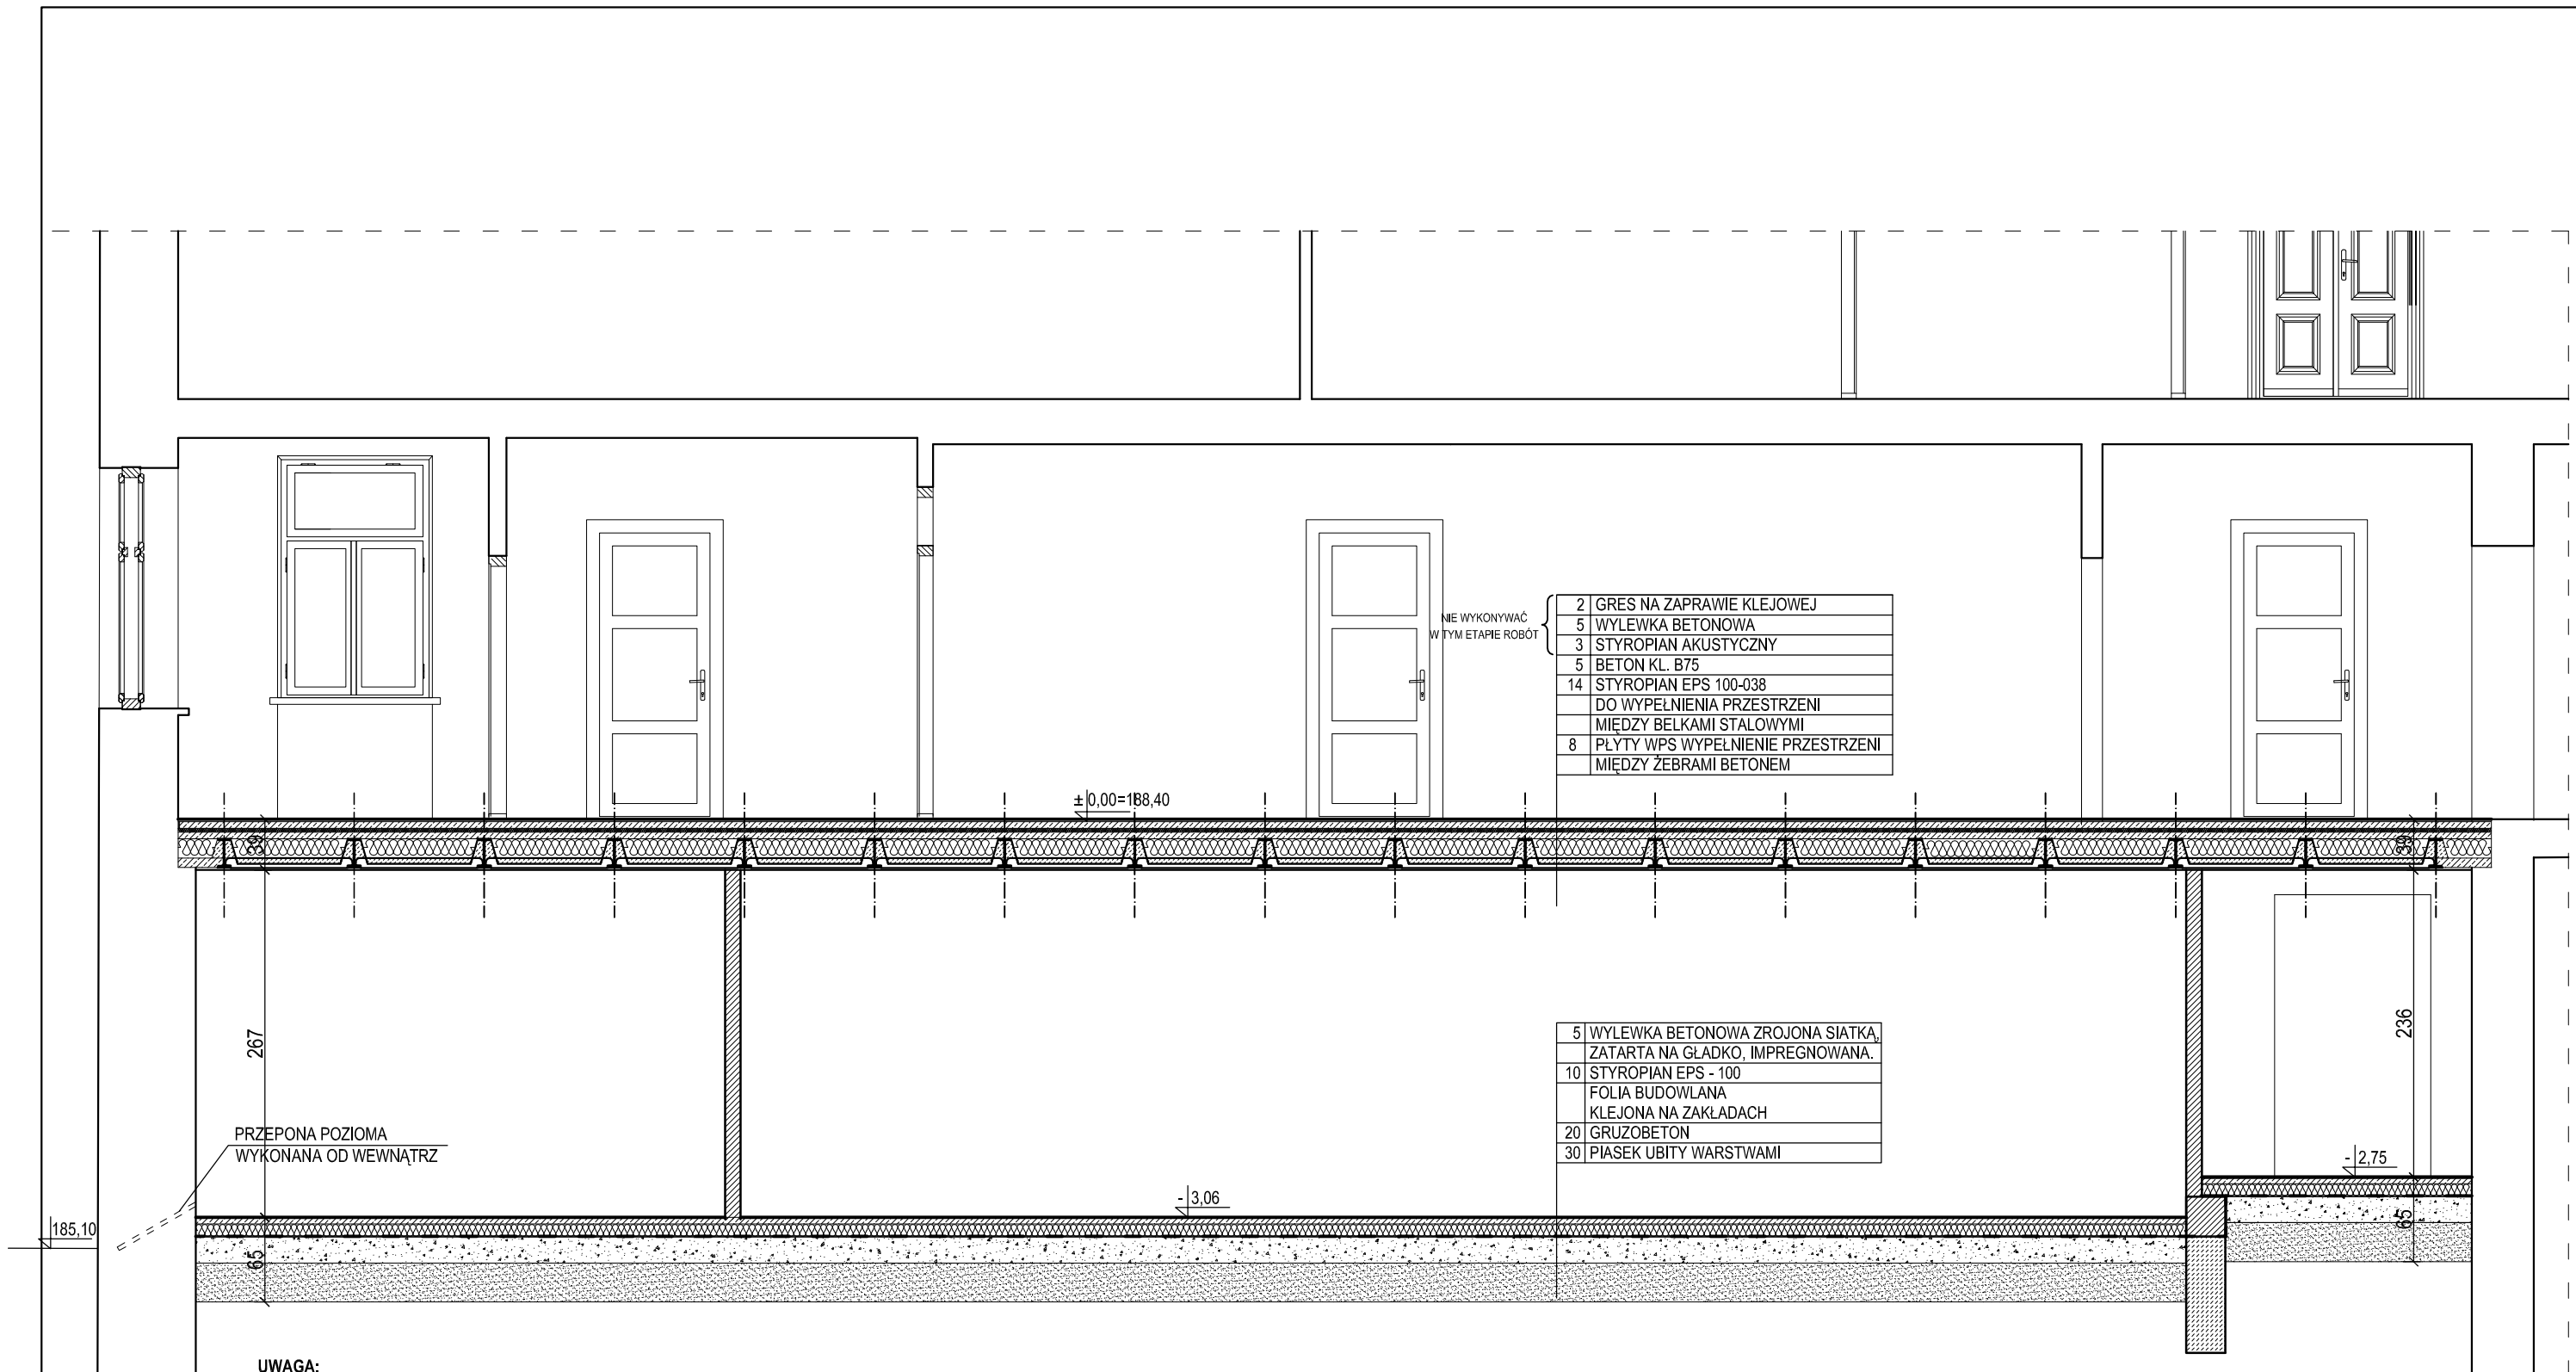 NIE WYKONYWAĆ
W TYM ETAPIE ROBÓT
2 GRES NA ZAPRAWIE KLEJOWEJ
5 WYLEWKA BETONOWA
3 STYROPIAN AKUSTYCZNY
5 BETON KL. B75
14 STYROPIAN EPS 100-038
DO WYPEŁNIENIA PRZESTRZENI
MIĘDZY BELKAMI STALOWYMI
8 PŁYTY WPS WYPEŁNIENIE PRZESTRZENI
MIĘDZY ŻEBRAMI BETONEM
± 0,00=188,40
39
39
267
236
5 WYLEWKA BETONOWA ZROJONA SIATKĄ,
ZATARTA NA GŁADKO, IMPREGNOWANA.
10 STYROPIAN EPS - 100
FOLIA BUDOWLANA
KLEJONA NA ZAKŁADACH
20 GRUZOBETON
30 PIASEK UBITY WARSTWAMI
PRZEPONA POZIOMA
WYKONANA OD WEWNĄTRZ
- 2,75
- 3,06
185,10
65
65
UWAGA: